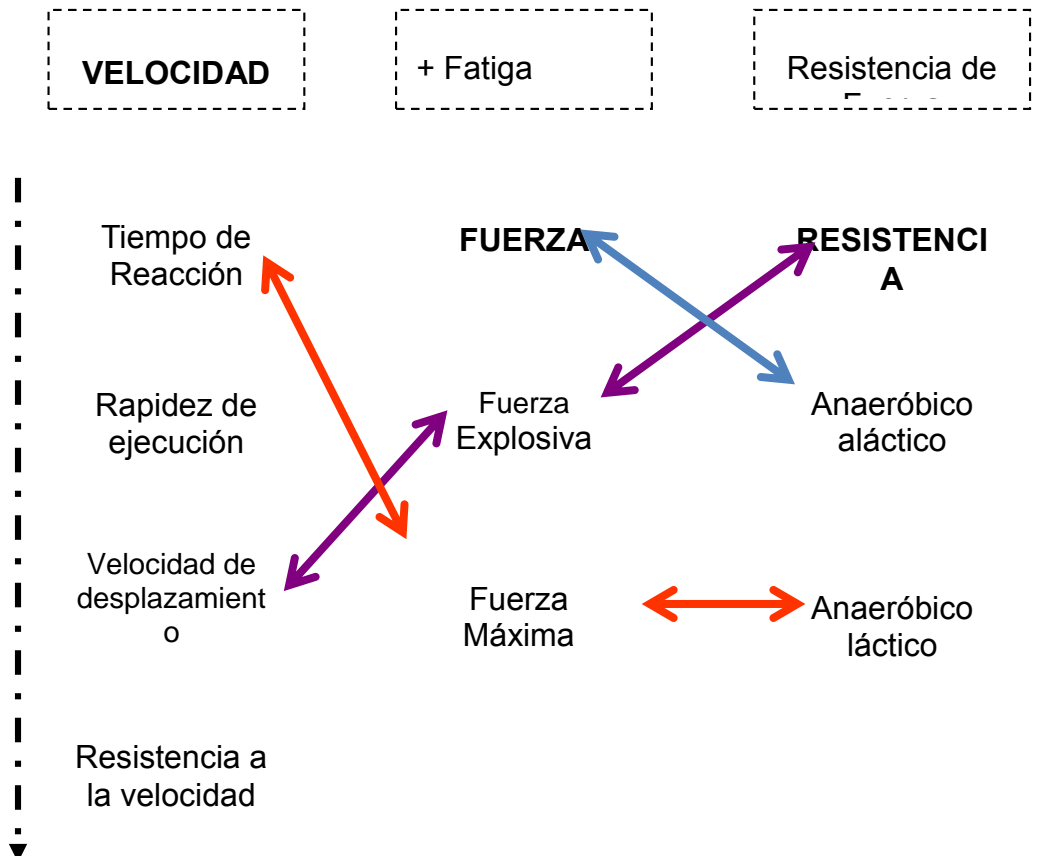 VELOCIDAD
+ Fatiga
Resistencia de
Tiempo de
Reacción
FUERZA
RESISTENCI
A
Rapidez de
ejecución
Fuerza
Explosiva
Anaeróbico
aláctico
Velocidad de
desplazamient
o
Fuerza
Máxima
Anaeróbico
láctico
Resistencia a
la velocidad